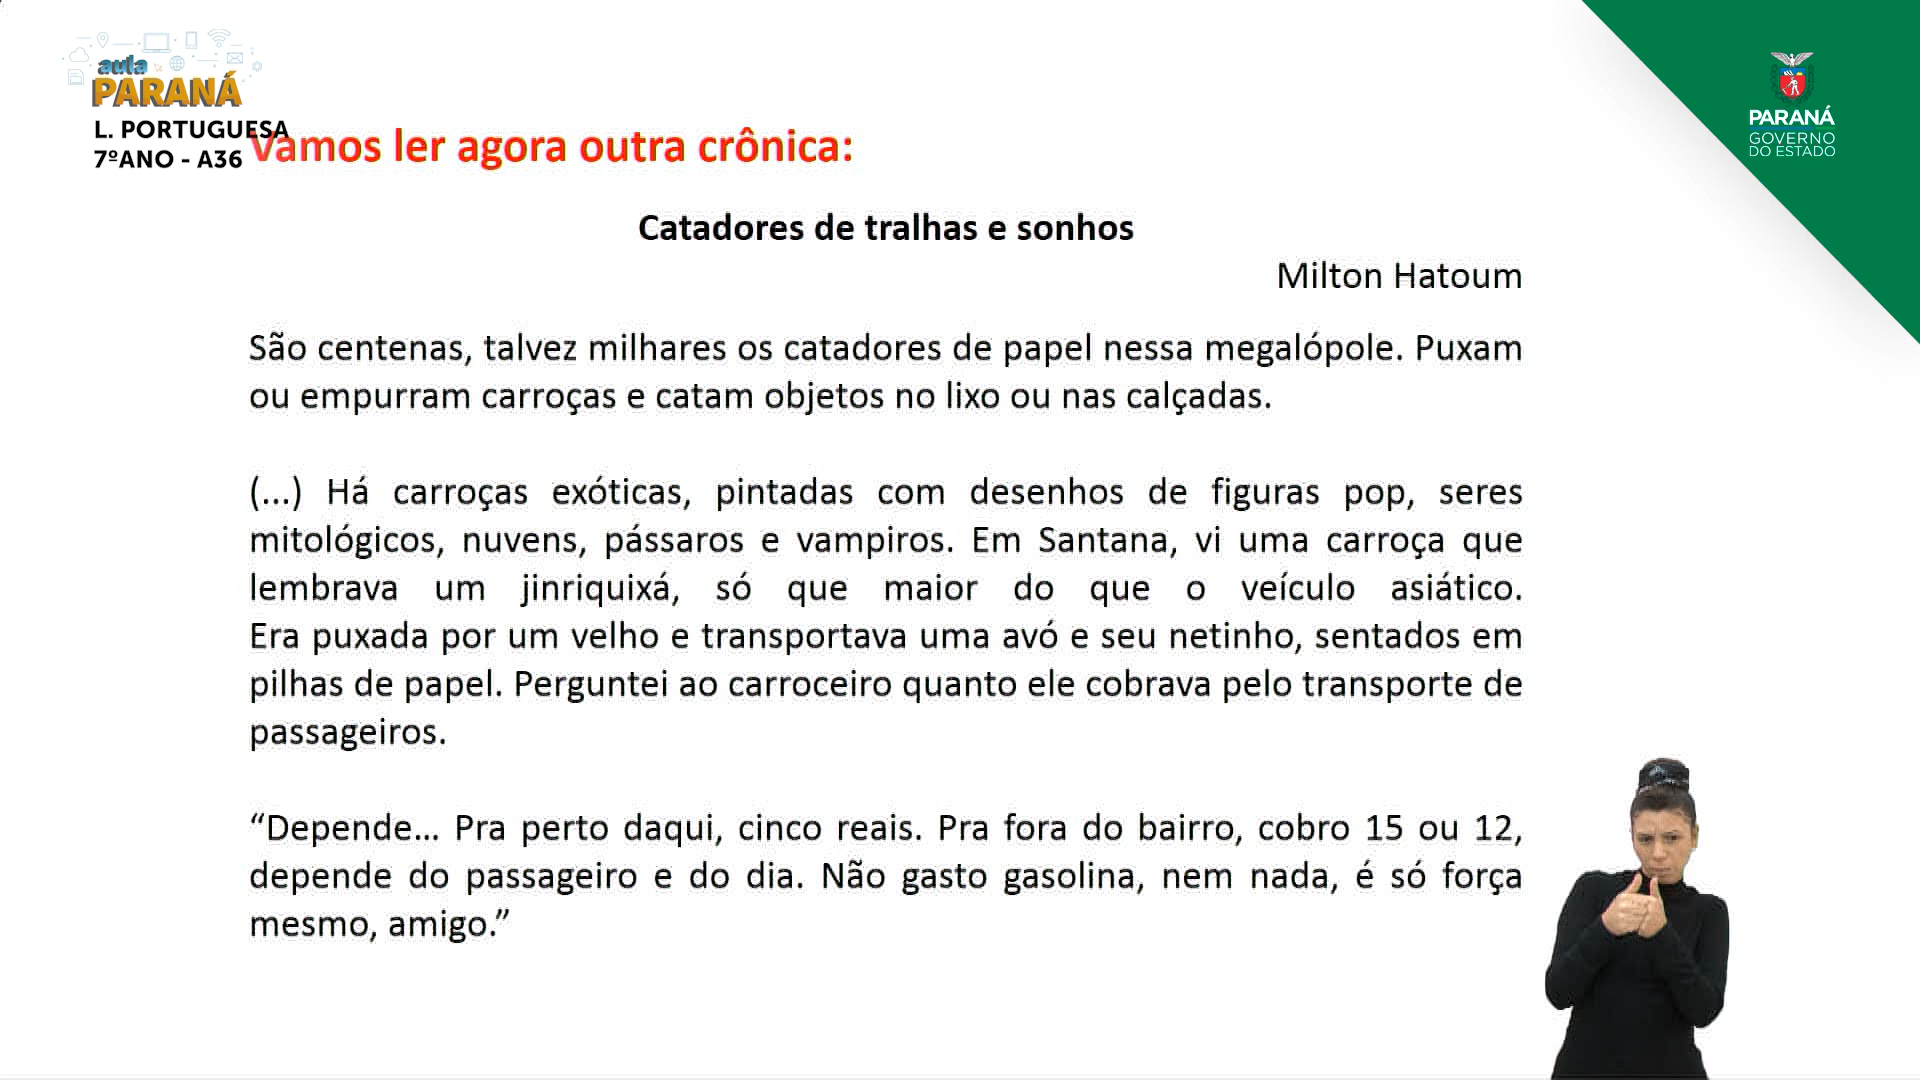 aula
PARANÁ
L. PORTUGUESA
7ºANO - A36
Vamos ler agora outra crônica:
PARANÁ
GOVERNO
DO ESTADO
Catadores de tralhas e sonhos
Milton Hatoum
São centenas, talvez milhares os catadores de papel nessa megalópole. Puxam
ou empurram carroças e catam objetos no lixo ou nas calçadas.
(...) Há carroças exóticas, pintadas com desenhos de figuras pop, seres
mitológicos, nuvens, pássaros e vampiros. Em Santana, vi uma carroça que
lembrava um jinriquixá, só que maior do que o veículo asiático.
Era puxada por um velho e transportava uma avó e seu netinho, sentados em
pilhas de papel. Perguntei ao carroceiro quanto ele cobrava pelo transporte de
passageiros.
“Depende... Pra perto daqui, cinco reais. Pra fora do bairro, cobro 15 ou 12,
depende do passageiro e do dia. Não gasto gasolina, nem nada, é só força
mesmo, amigo.”